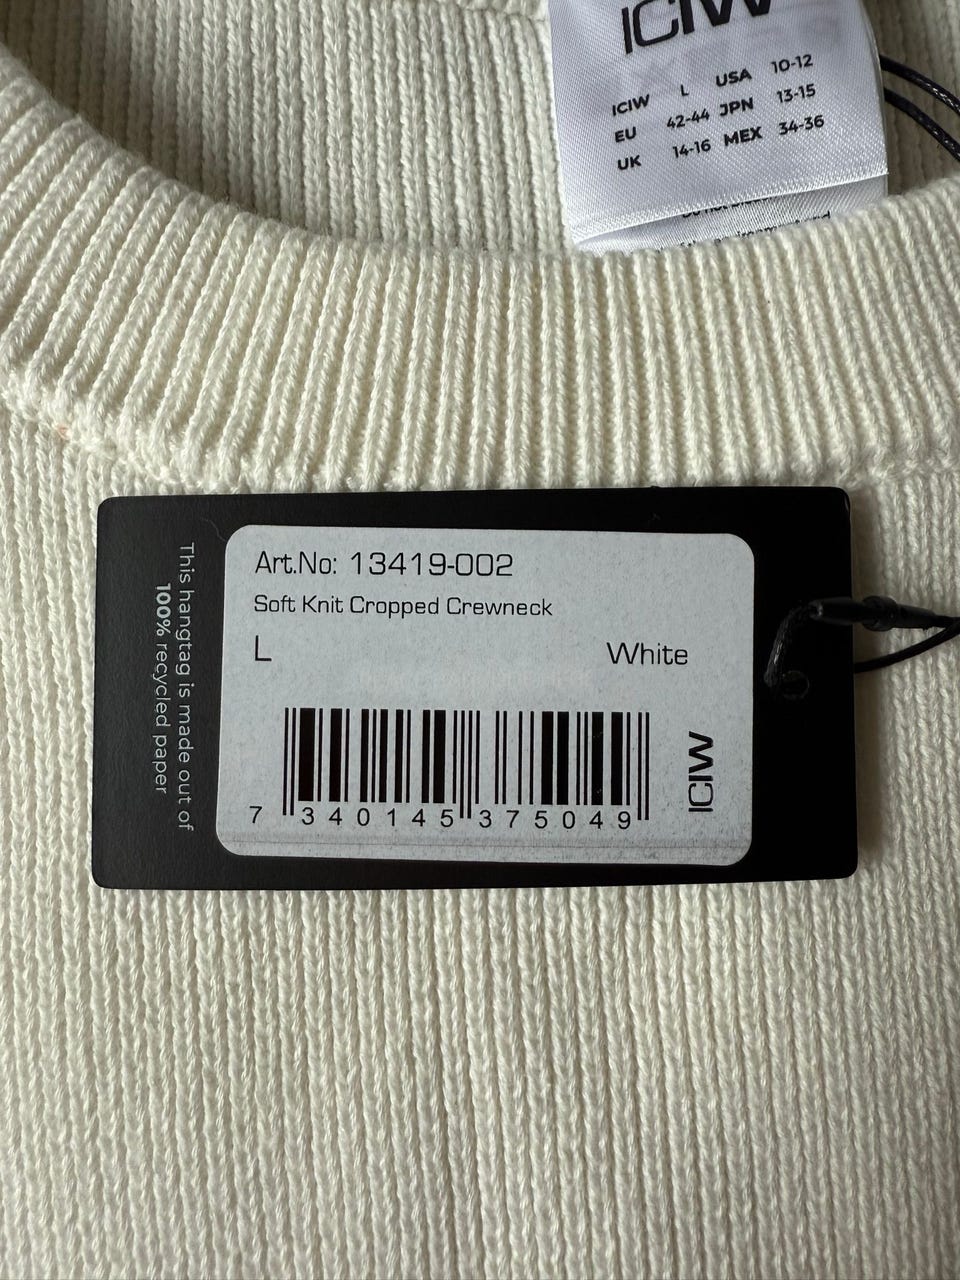 ICIW
ICIW L USA 10-12
EU 42-44 JPN 13-15
UK 14-16 MEX 34-36
Art.No: 13419-002
Soft Knit Cropped Crewneck
L White
7 340145 375049
ICIW
This hangtag is made out of
100% recycled paper